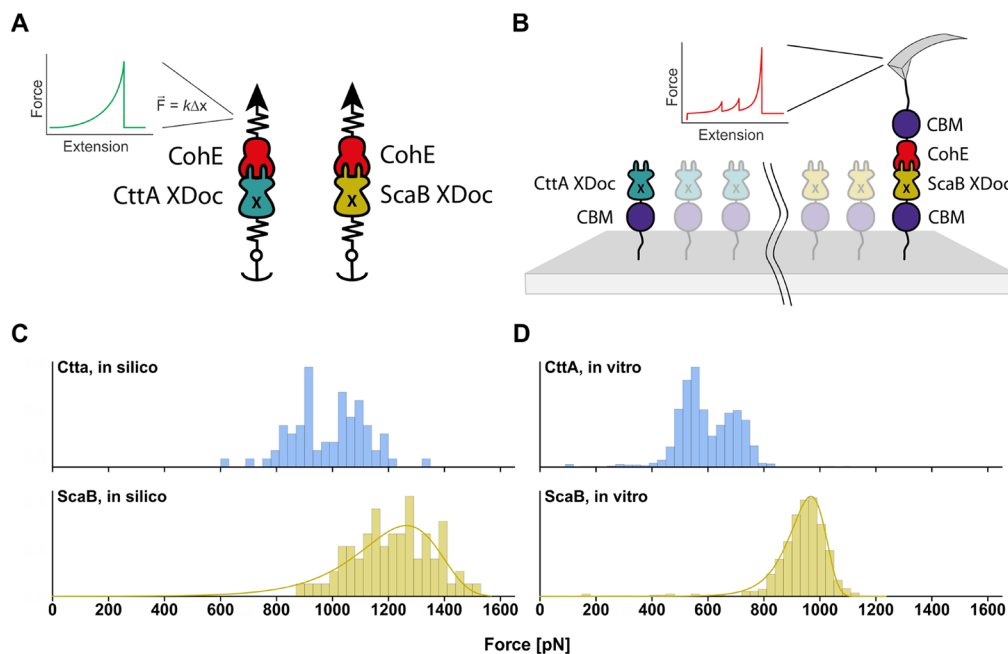 A
Force
Extension
F⃗ = kΔx
CohE
CttA XDoc
X
CohE
ScaB XDoc
X
B
Force
Extension
CBM
CohE
CttA XDoc
X
X
X
X
X
ScaB XDoc
X
CBM
CBM
C
Ctta, in silico
ScaB, in silico
0 200 400 600 800 1000 1200 1400 1600
D
CttA, in vitro
ScaB, in vitro
0 200 400 600 800 1000 1200 1400 1600
Force [pN]